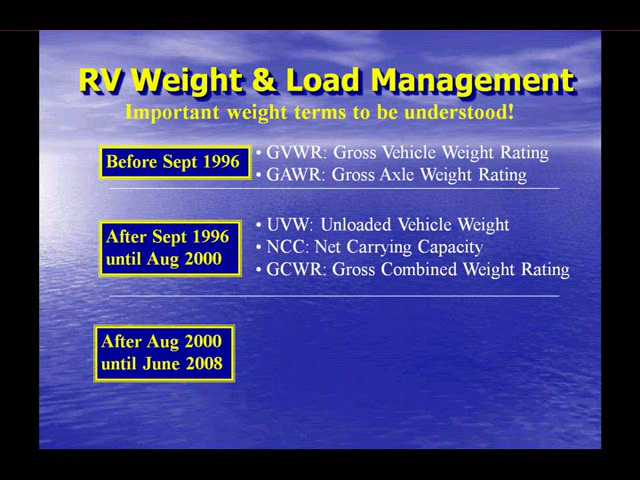 RV Weight & Load Management
Important weight terms to be understood!
Before Sept 1996
• GVWR: Gross Vehicle Weight Rating
• GAWR: Gross Axle Weight Rating
After Sept 1996
until Aug 2000
• UVW: Unloaded Vehicle Weight
• NCC: Net Carrying Capacity
• GCWR: Gross Combined Weight Rating
After Aug 2000
until June 2008